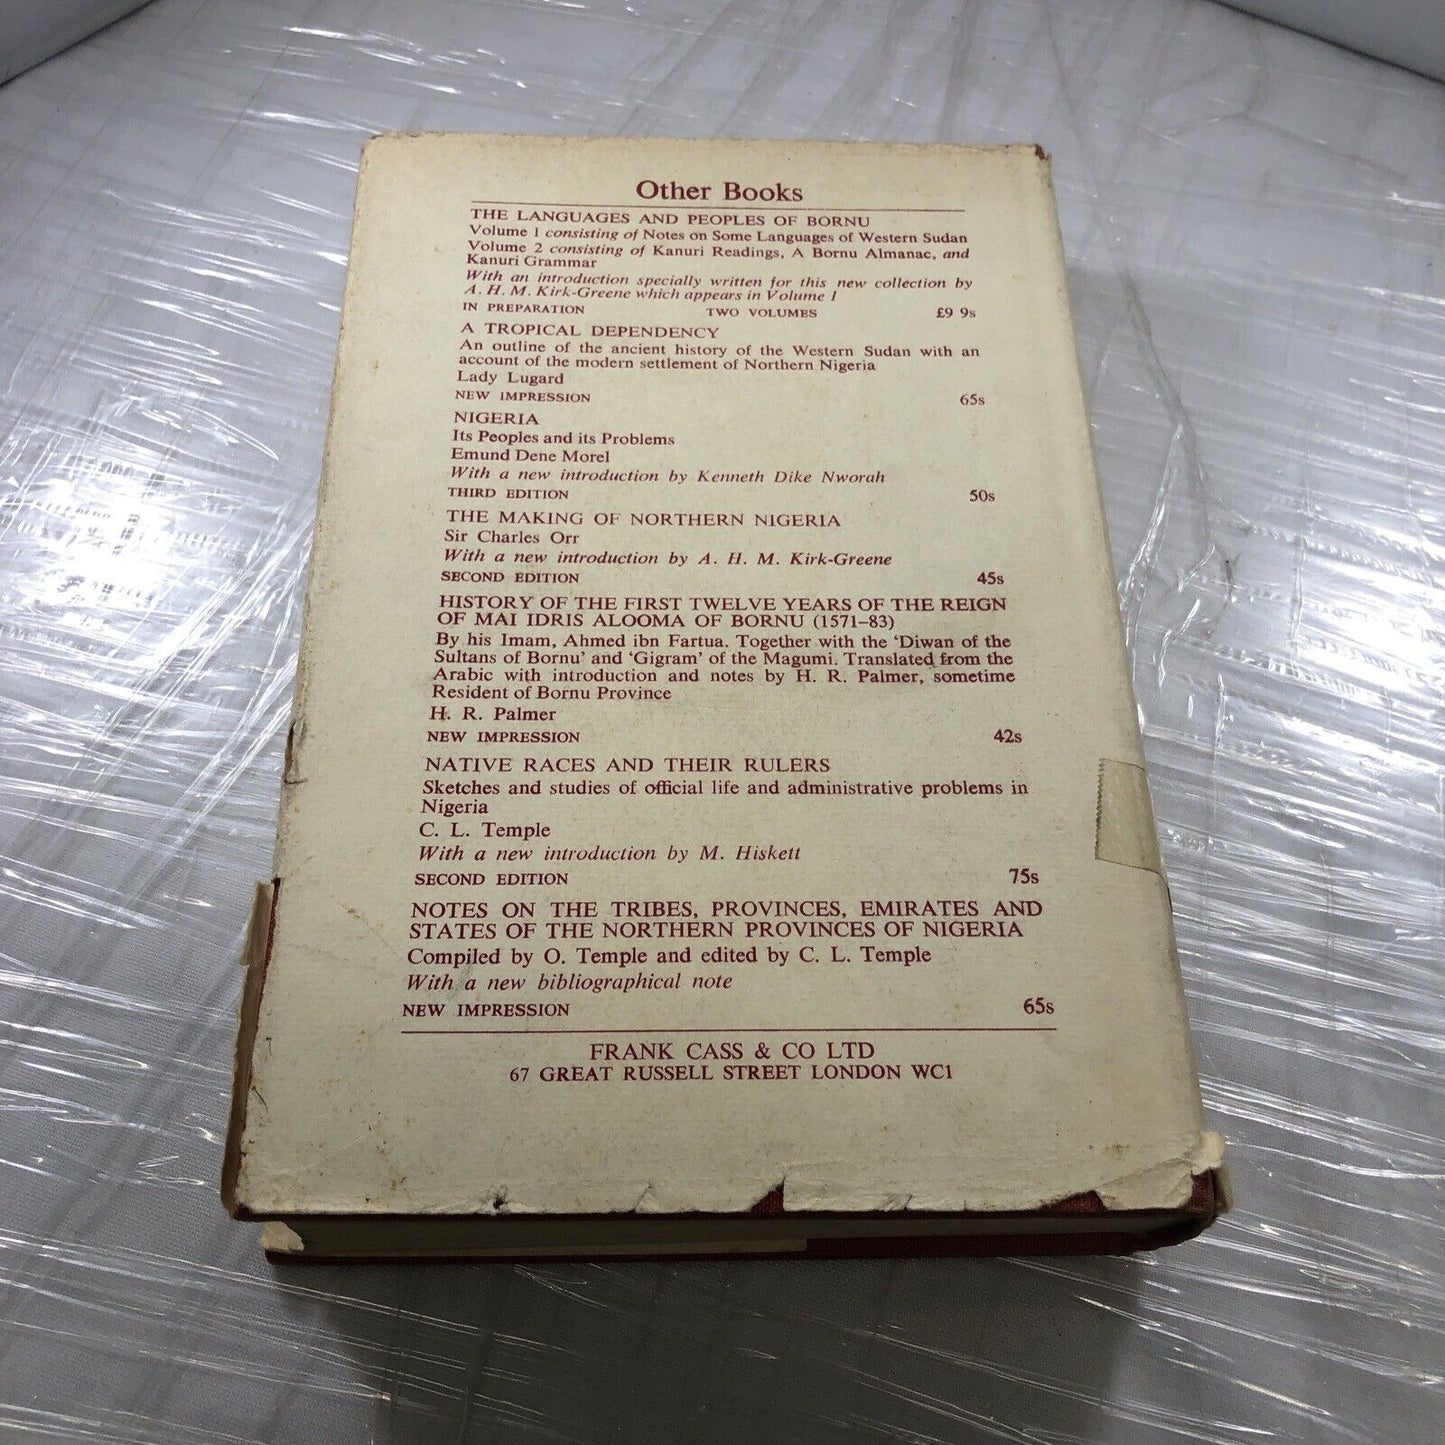 Other Books
THE LANGUAGES AND PEOPLES OF BORNU
Volume 1 consisting of Notes on Some Languages of Western Sudan
Volume 2 consisting of Kanuri Readings, A Bornu Almanac, and
Kanuri Grammar
With an introduction specially written for this new collection by
A. H. M. Kirk-Greene which appears in Volume 1
IN PREPARATION TWO VOLUMES £9 9s
A TROPICAL DEPENDENCY
An outline of the ancient history of the Western Sudan with an
account of the modern settlement of Northern Nigeria
Lady Lugard
NEW IMPRESSION 65s
NIGERIA
Its Peoples and its Problems
Emund Dene Morel
With a new introduction by Kenneth Dike Nworah
THIRD EDITION 50s
THE MAKING OF NORTHERN NIGERIA
Sir Charles Orr
With a new introduction by A. H. M. Kirk-Greene
SECOND EDITION 45s
HISTORY OF THE FIRST TWELVE YEARS OF THE REIGN
OF MAI IDRIS ALOOMA OF BORNU (1571–83)
By his Imam, Ahmed ibn Fartua. Together with the 'Diwan of the
Sultans of Bornu' and 'Gigram' of the Magumi. Translated from the
Arabic with introduction and notes by H. R. Palmer, sometime
Resident of Bornu Province
H. R. Palmer
NEW IMPRESSION 42s
NATIVE RACES AND THEIR RULERS
Sketches and studies of official life and administrative problems in
Nigeria
C. L. Temple
With a new introduction by M. Hiskett
SECOND EDITION 75s
NOTES ON THE TRIBES, PROVINCES, EMIRATES AND
STATES OF THE NORTHERN PROVINCES OF NIGERIA
Compiled by O. Temple and edited by C. L. Temple
With a new bibliographical note
NEW IMPRESSION 65s
FRANK CASS & CO LTD
67 GREAT RUSSELL STREET LONDON WC1